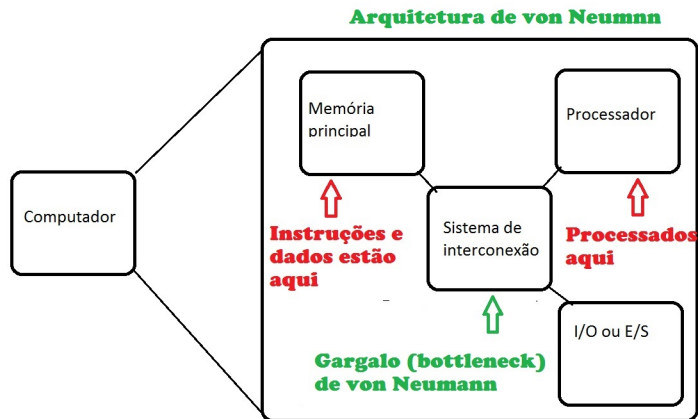 Arquitetura de von Neumnn
Memória
principal
Processador
Computador
Sistema de
interconexão
Instruções e
dados estão
aqui
Processados
aqui
I/O ou E/S
Gargalo (bottleneck)
de von Neumann